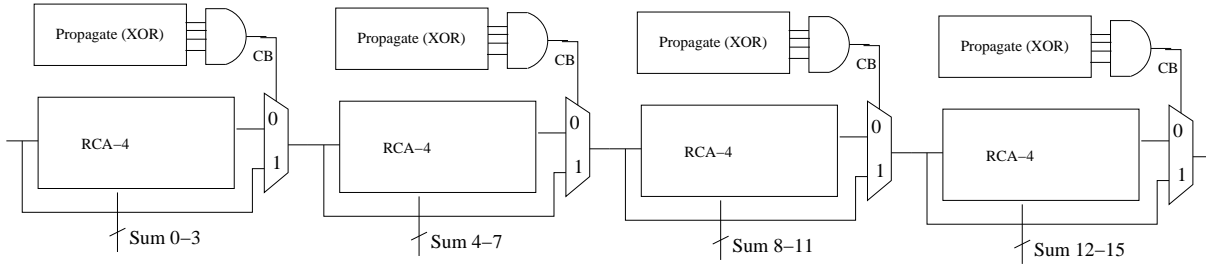 Propagate (XOR)
CB
0
RCA−4
1
Sum 0−3
Propagate (XOR)
CB
0
RCA−4
1
Sum 4−7
Propagate (XOR)
CB
0
RCA−4
1
Sum 8−11
Propagate (XOR)
CB
0
RCA−4
1
Sum 12−15